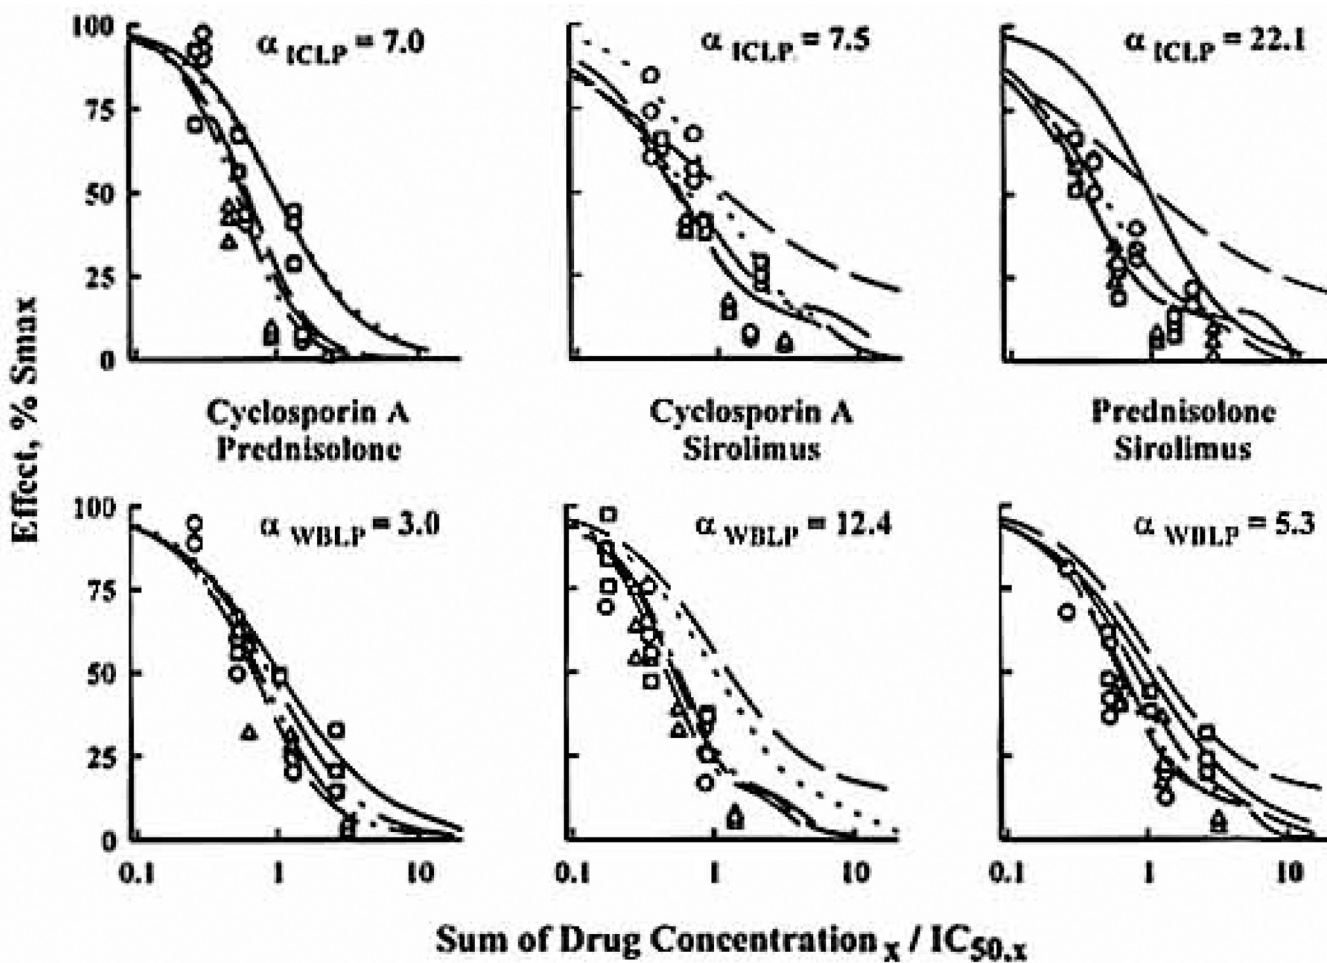 Effect, % Smax
100
75
50
25
0
α ICLP = 7.0
α ICLP = 7.5
α ICLP = 22.1
Cyclosporin A
Prednisolone
Cyclosporin A
Sirolimus
Prednisolone
Sirolimus
100
75
50
25
0
α WBLP = 3.0
α WBLP = 12.4
α WBLP = 5.3
0.1 1 10
0.1 1 10
0.1 1 10
Sum of Drug Concentration x / IC50,x